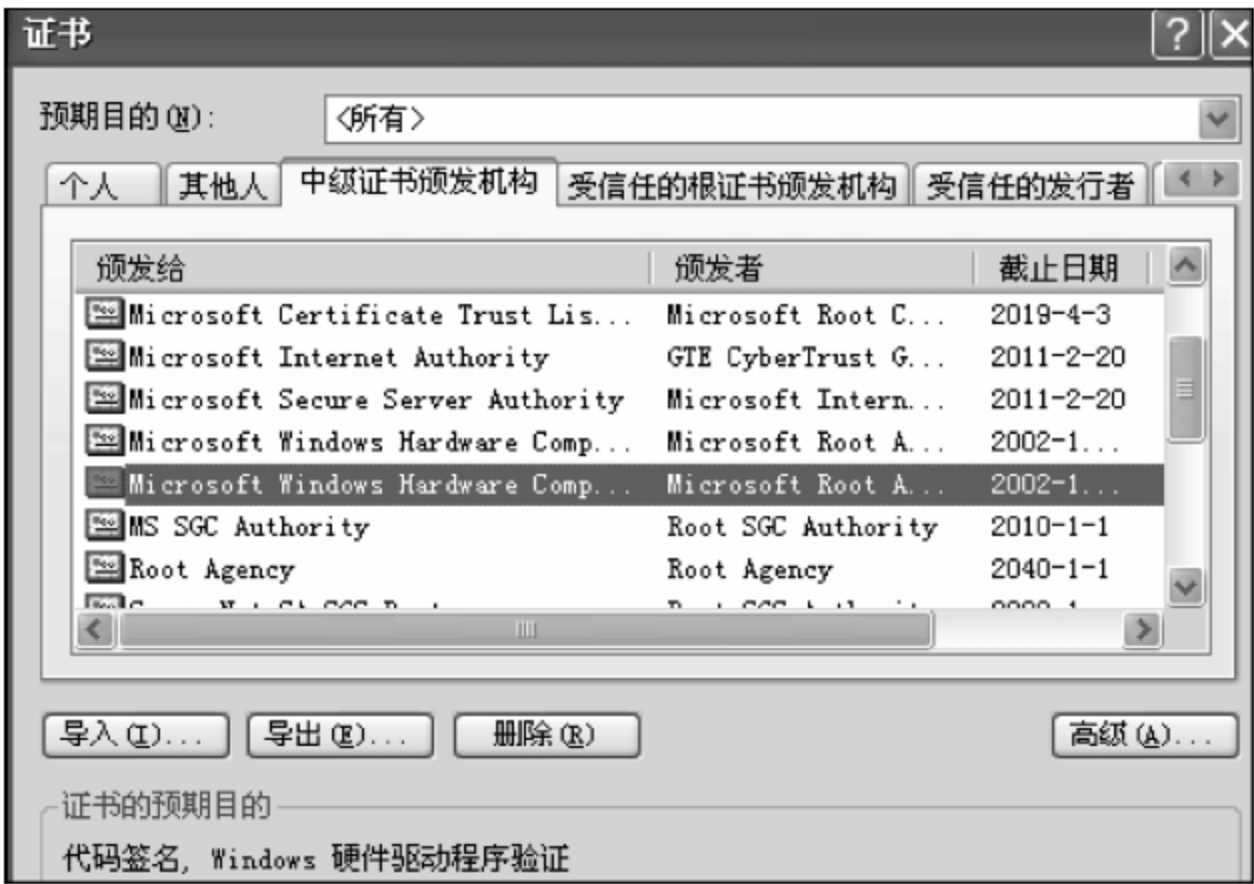 证书
预期目的(N): <所有>
个人 其他人 中级证书颁发机构 受信任的根证书颁发机构 受信任的发行者
颁发给 颁发者 截止日期
Microsoft Certificate Trust Lis... Microsoft Root C... 2019-4-3
Microsoft Internet Authority GTE CyberTrust G... 2011-2-20
Microsoft Secure Server Authority Microsoft Intern... 2011-2-20
Microsoft Windows Hardware Comp... Microsoft Root A... 2002-1...
Microsoft Windows Hardware Comp... Microsoft Root A... 2002-1...
MS SGC Authority Root SGC Authority 2010-1-1
Root Agency Root Agency 2040-1-1
导入(I)... 导出(E)... 删除(R) 高级(A)...
证书的预期目的
代码签名, Windows 硬件驱动程序验证